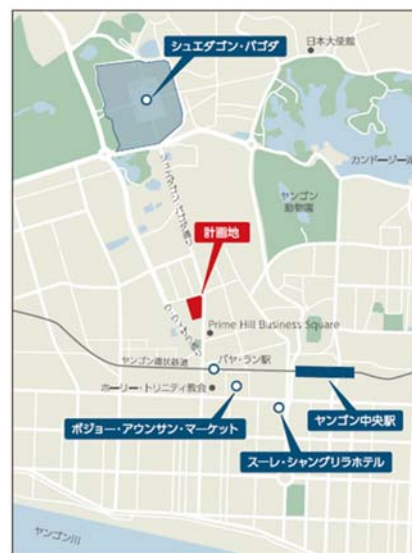 シュエダゴン・パゴダ
日本大使館
カンドージー湖
ヤンゴン
動物園
計画地
Prime Hill Business Square
ヤンゴン環状鉄道
パヤ・ラン駅
ホーリー・トリニティ教会
ボジョー・アウンサン・マーケット
ヤンゴン中央駅
スーレ・シャングリラホテル
ヤンゴン川